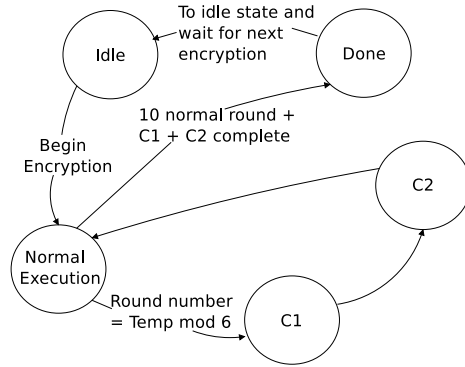 To idle state and
wait for next
encryption
Idle
Done
10 normal round +
C1 + C2 complete
Begin
Encryption
C2
Normal
Execution
Round number
= Temp mod 6
C1